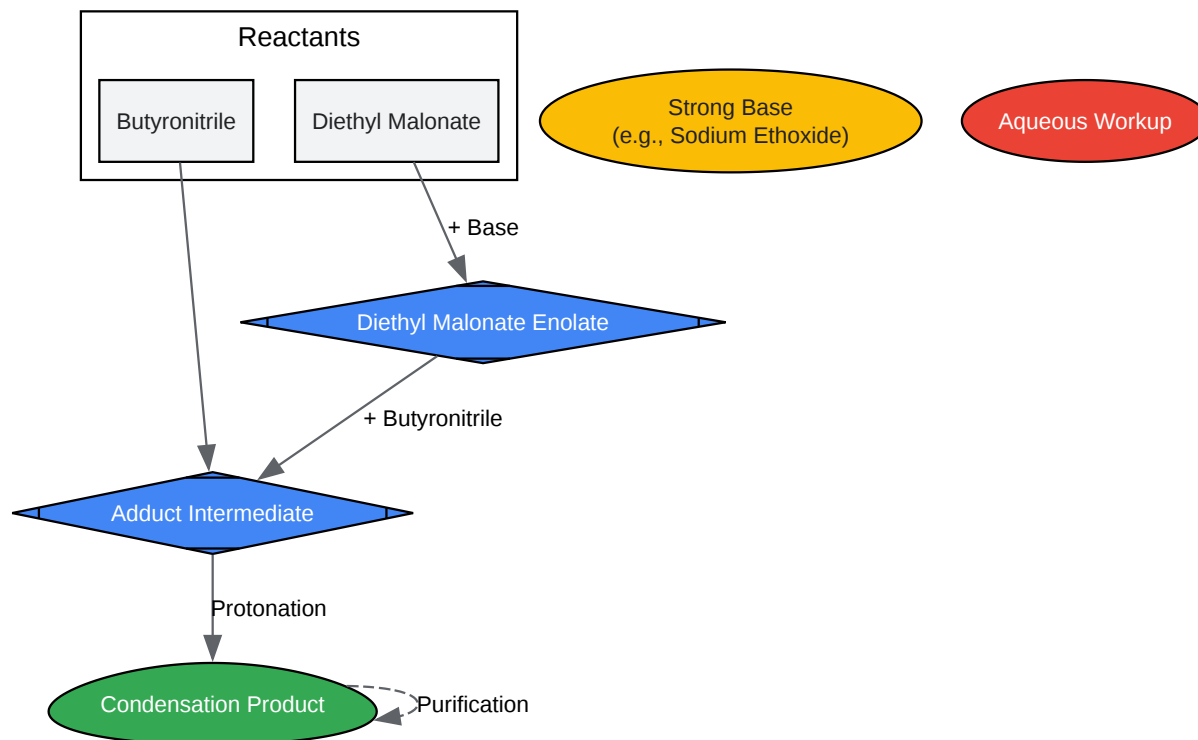 Reactants
Butyronitrile
Diethyl Malonate
Strong Base
(e.g., Sodium Ethoxide)
Aqueous Workup
+ Base
Diethyl Malonate Enolate
+ Butyronitrile
Adduct Intermediate
Protonation
Condensation Product
Purification